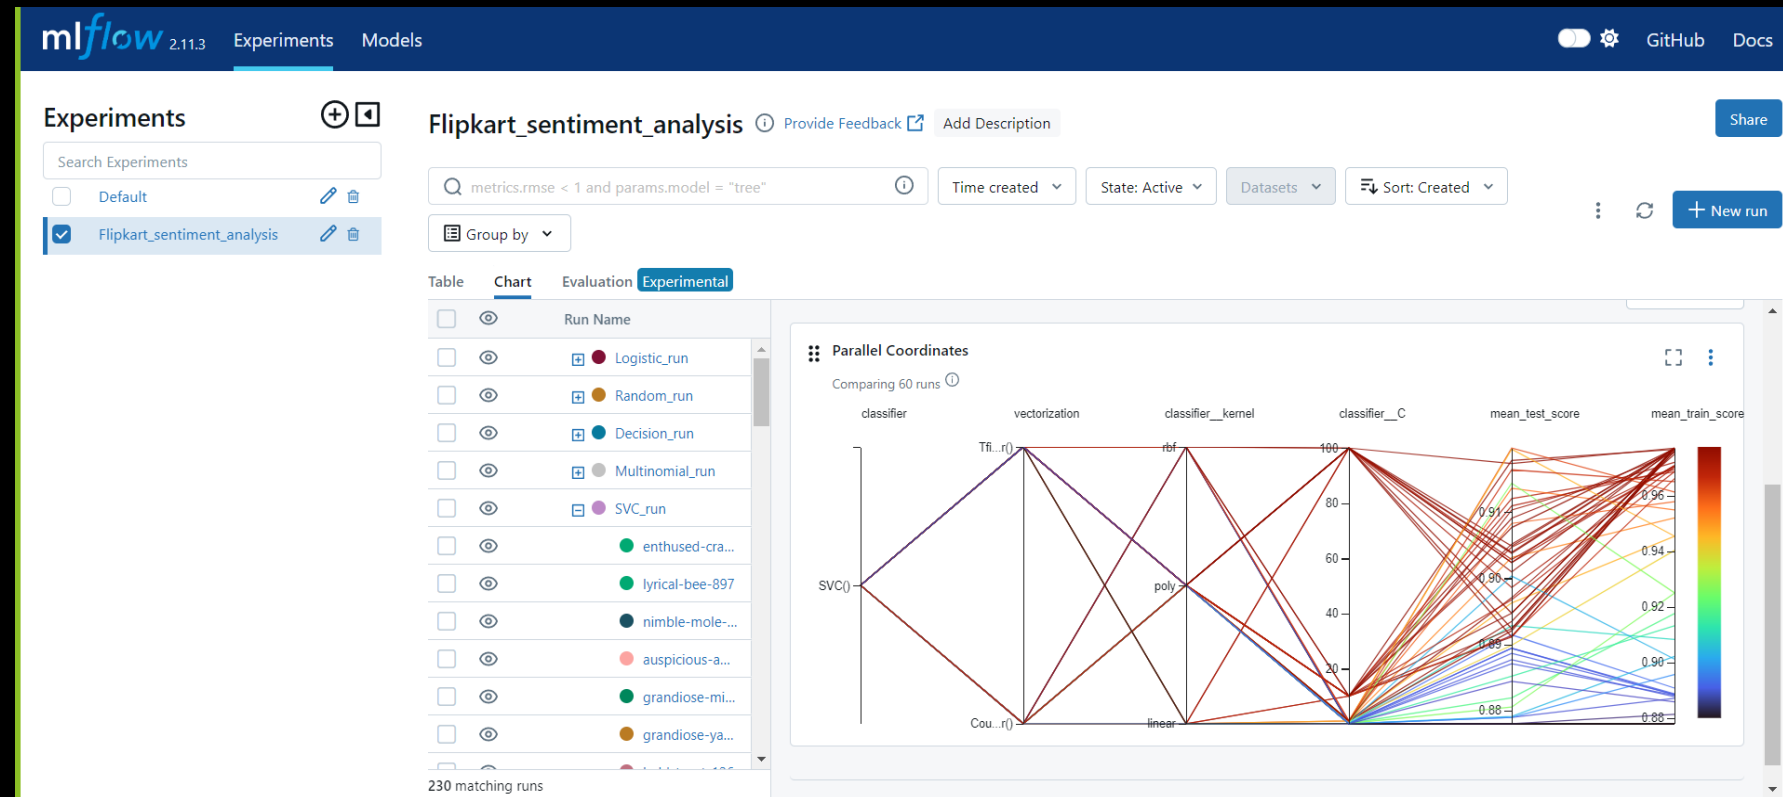 mlflow 2.11.3 Experiments Models GitHub Docs
Experiments
Search Experiments
Default
Flipkart_sentiment_analysis
Flipkart_sentiment_analysis Provide Feedback Add Description Share
metrics.rmse < 1 and params.model = "tree" Time created State: Active Datasets Sort: Created
+ New run
Group by
Table Chart Evaluation Experimental
Run Name
Logistic_run
Random_run
Decision_run
Multinomial_run
SVC_run
enthused-cra...
lyrical-bee-897
nimble-mole-...
auspicious-a...
grandiose-mi...
grandiose-ya...
230 matching runs
Parallel Coordinates
Comparing 60 runs
classifier vectorization classifier__kernel classifier__C mean_test_score mean_train_score
SVC()
Tfi...r()
Cou...r()
rbf
poly
linear
100
80
60
40
20
0.91
0.90
0.89
0.88
0.96
0.94
0.92
0.90
0.88